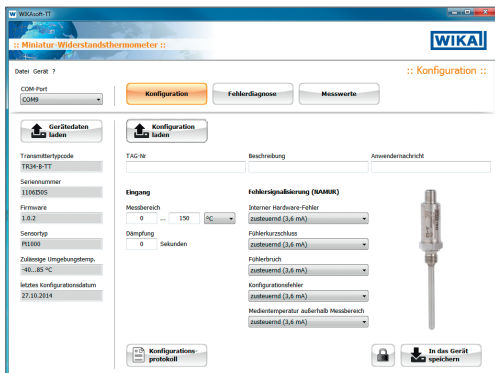 WIKAsoft-TT
:: Miniatur-Widerstandsthermometer ::
WIKA
Datei Gerät ?
:: Konfiguration ::
COM-Port
COM9
Konfiguration
Fehlerdiagnose
Messwerte
Gerätedaten laden
Konfiguration laden
Transmittertypcode
TR34-B-TT
TAG-Nr
Beschreibung
Anwendernachricht
Seriennummer
1106I50S
Eingang
Fehlersignalisierung (NAMUR)
Firmware
1.0.2
Messbereich
0 ... 150 °C
Interner Hardware-Fehler
zusteuernd (3,6 mA)
Sensortyp
Pt1000
Dämpfung
0 Sekunden
Fühlerkurzschluss
zusteuernd (3,6 mA)
Zulässige Umgebungstemp.
-40...85 °C
Fühlerbruch
zusteuernd (3,6 mA)
letztes Konfigurationsdatum
27.10.2014
Konfigurationsfehler
zusteuernd (3,6 mA)
Medientemperatur außerhalb Messbereich
zusteuernd (3,6 mA)
Konfigurations-
protokoll
In das Gerät
speichern